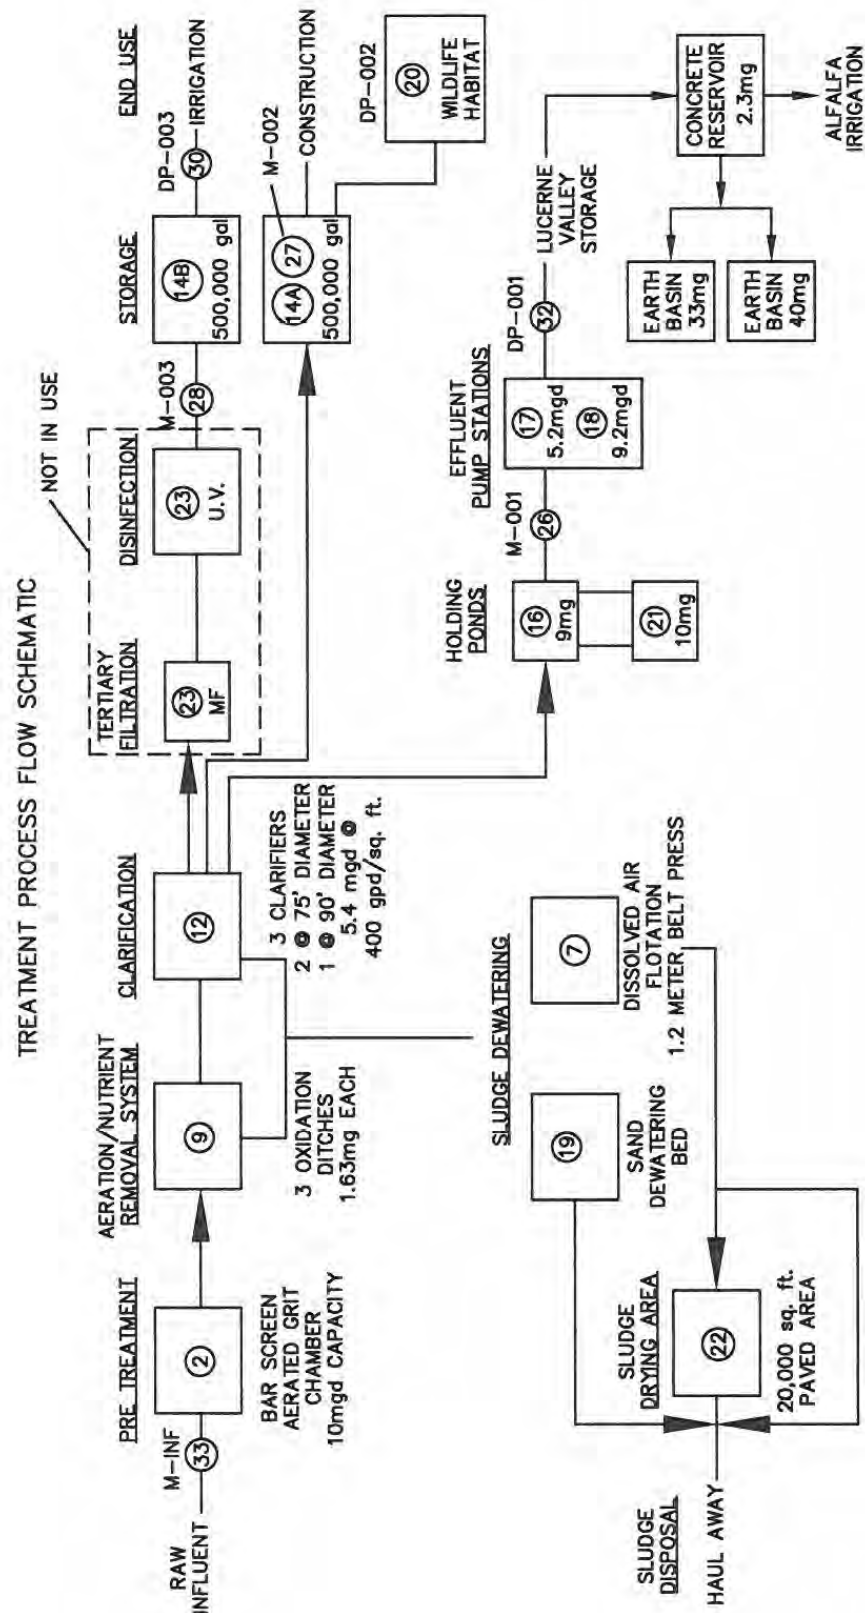 TREATMENT PROCESS FLOW SCHEMATIC
RAW
INFLUENT
M-INF
33
PRE TREATMENT
2
BAR SCREEN
AERATED GRIT
CHAMBER
10mgd CAPACITY
AERATION/NUTRIENT
REMOVAL SYSTEM
9
3 OXIDATION
DITCHES
1.63mg EACH
CLARIFICATION
12
3 CLARIFIERS
2 @ 75' DIAMETER
1 @ 90' DIAMETER
5.4 mgd @
400 gpd/sq. ft.
NOT IN USE
TERTIARY
FILTRATION
23
MF
DISINFECTION
23
U.V.
M-003
28
STORAGE
14B
500,000 gal
DP-003
30
END USE
IRRIGATION
14A
27
500,000 gal
M-002
CONSTRUCTION
DP-002
20
WILDLIFE
HABITAT
HOLDING
PONDS
16
9mg
21
10mg
M-001
26
EFFLUENT
PUMP STATIONS
17
5.2mgd
18
9.2mgd
DP-001
32
LUCERNE
VALLEY
STORAGE
CONCRETE
RESERVOIR
2.3mg
EARTH
BASIN
33mg
EARTH
BASIN
40mg
ALFALFA
IRRIGATION
SLUDGE DEWATERING
19
SAND
DEWATERING
BED
7
DISSOLVED AIR
FLOTATION
1.2 METER BELT PRESS
SLUDGE
DRYING AREA
22
20,000 sq. ft.
PAVED AREA
SLUDGE
DISPOSAL
HAUL AWAY